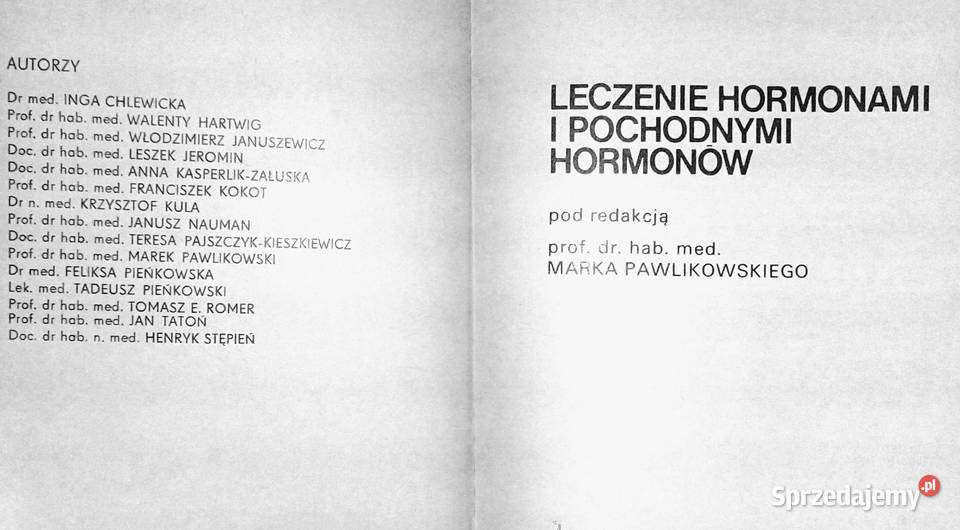 AUTORZY
Dr med. INGA CHLEWICKA
Prof. dr hab. med. WALENTY HARTWIG
Prof. dr hab. med. WŁODZIMIERZ JANUSZEWICZ
Doc. dr hab. med. LESZEK JEROMIN
Doc. dr hab. med. ANNA KASPERLIK-ZAŁUSKA
Prof. dr hab. med. FRANCISZEK KOKOT
Dr n. med. KRZYSZTOF KULA
Prof. dr hab. med. JANUSZ NAUMAN
Doc. dr hab. med. TERESA PAJSZCZYK-KIESZKIEWICZ
Prof. dr hab. med. MAREK PAWLIKOWSKI
Dr med. FELIKSA PIEŃKOWSKA
Lek. med. TADEUSZ PIEŃKOWSKI
Prof. dr hab. med. TOMASZ E. ROMER
Prof. dr hab. med. JAN TATOŃ
Doc. dr hab. n. med. HENRYK STĘPIEŃ
LECZENIE HORMONAMI
I POCHODNYMI
HORMONÓW
pod redakcją
prof. dr. hab. med.
MARKA PAWLIKOWSKIEGO
Sprzedajemy.pl